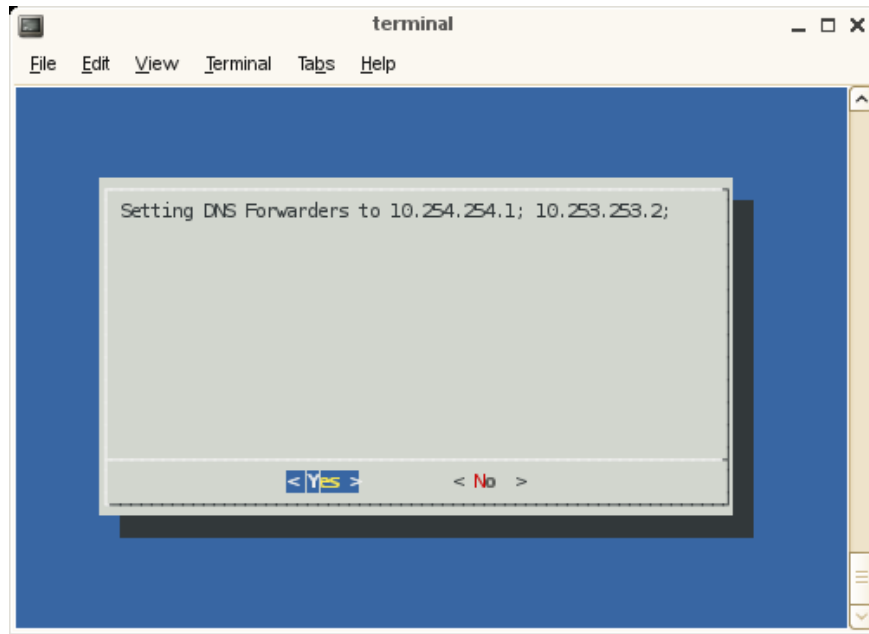 terminal
File Edit View Terminal Tabs Help
Setting DNS Forwarders to 10.254.254.1; 10.253.253.2;
<Yes > < No >